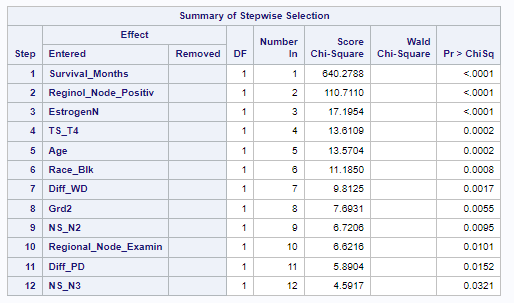 Summary of Stepwise Selection
Step Effect Entered Effect Removed DF Number In Score Chi-Square Wald Chi-Square Pr > ChiSq
1 Survival_Months 1 1 640.2788 <.0001
2 Reginol_Node_Positiv 1 2 110.7110 <.0001
3 EstrogenN 1 3 17.1954 <.0001
4 TS_T4 1 4 13.6109 0.0002
5 Age 1 5 13.5704 0.0002
6 Race_Blk 1 6 11.1850 0.0008
7 Diff_WD 1 7 9.8125 0.0017
8 Grd2 1 8 7.6931 0.0055
9 NS_N2 1 9 6.7206 0.0095
10 Regional_Node_Examin 1 10 6.6216 0.0101
11 Diff_PD 1 11 5.8904 0.0152
12 NS_N3 1 12 4.5917 0.0321